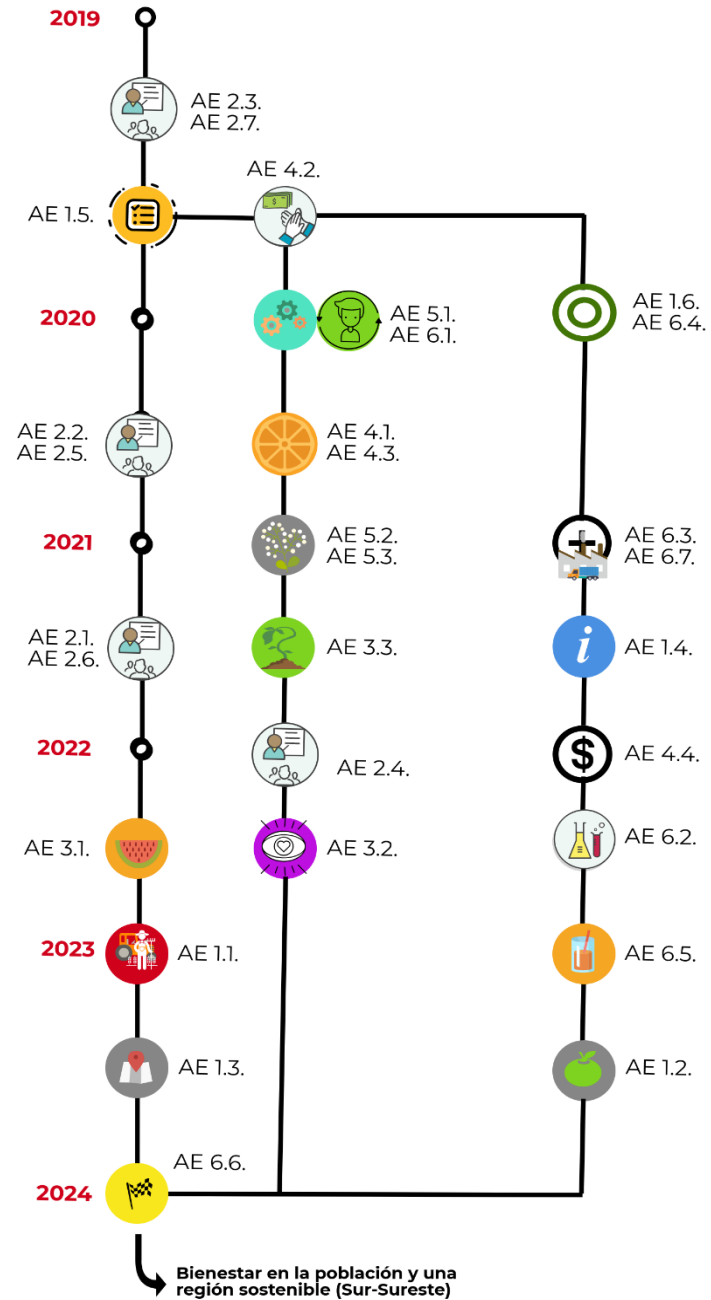 2019
AE 2.3.
AE 2.7.
AE 4.2.
AE 1.5.
2020
AE 5.1.
AE 6.1.
AE 1.6.
AE 6.4.
AE 2.2.
AE 2.5.
AE 4.1.
AE 4.3.
2021
AE 5.2.
AE 5.3.
AE 6.3.
AE 6.7.
AE 2.1.
AE 2.6.
AE 3.3.
i
AE 1.4.
2022
AE 2.4.
$
AE 4.4.
AE 3.1.
AE 3.2.
AE 6.2.
2023
AE 1.1.
AE 6.5.
AE 1.3.
AE 1.2.
AE 6.6.
2024
Bienestar en la población y una
región sostenible (Sur-Sureste)